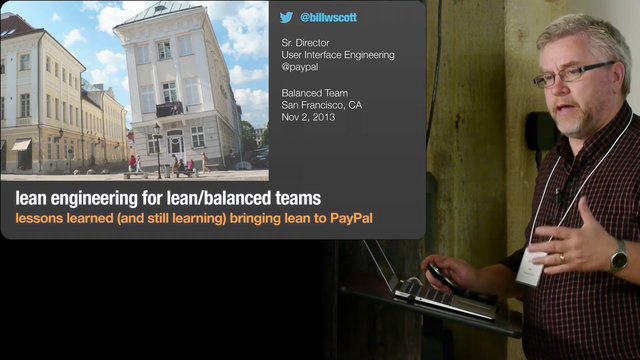 @billwscott
Sr. Director
User Interface Engineering
@paypal
Balanced Team
San Francisco, CA
Nov 2, 2013
lean engineering for lean/balanced teams
lessons learned (and still learning) bringing lean to PayPal